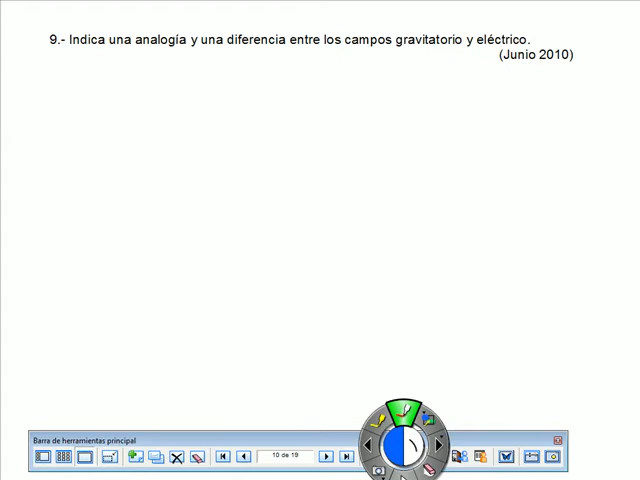 9.- Indica una analogía y una diferencia entre los campos gravitatorio y eléctrico.
(Junio 2010)
Barra de herramientas principal
10 de 19